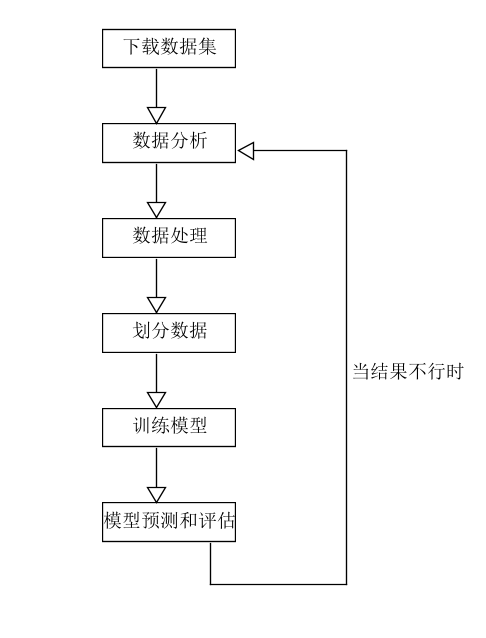 下载数据集
数据分析
数据处理
划分数据
当结果不行时
训练模型
模型预测和评估